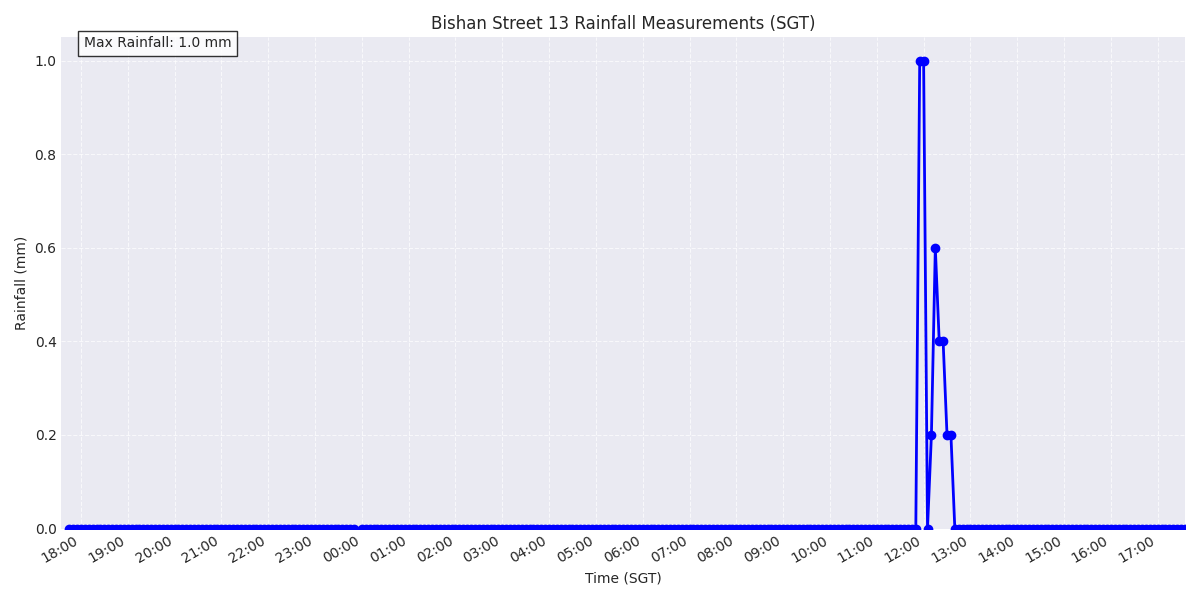 Bishan Street 13 Rainfall Measurements (SGT)
Max Rainfall: 1.0 mm
1.0
0.8
0.6
0.4
0.2
0.0
Rainfall (mm)
18:00 19:00 20:00 21:00 22:00 23:00 00:00 01:00 02:00 03:00 04:00 05:00 06:00 07:00 08:00 09:00 10:00 11:00 12:00 13:00 14:00 15:00 16:00 17:00
Time (SGT)